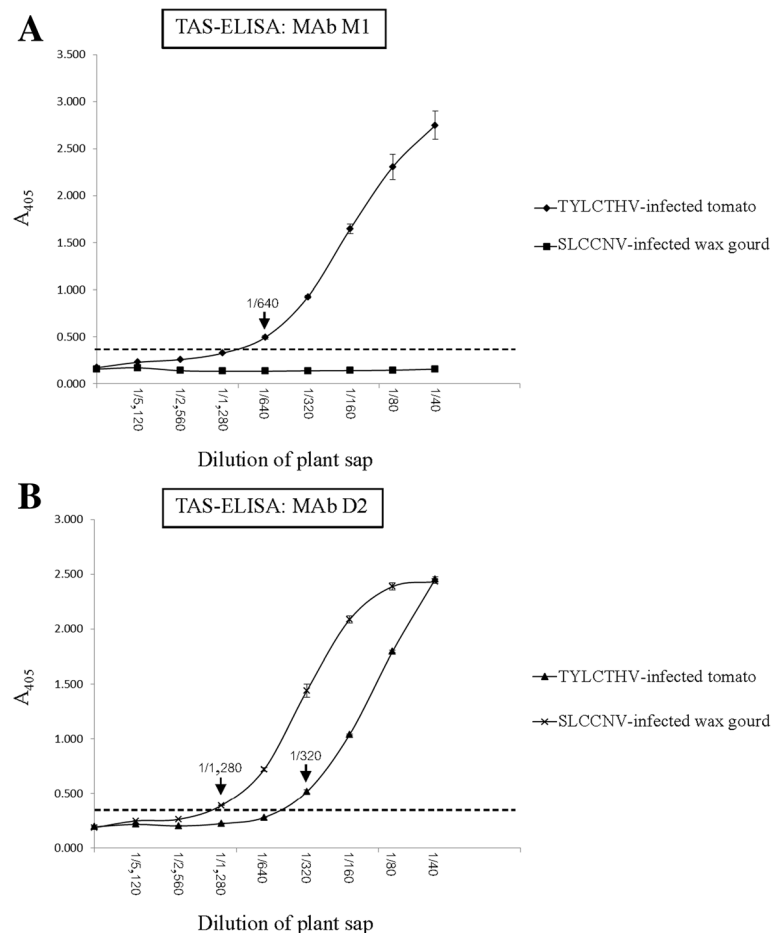 A
TAS-ELISA: MAb M1
3.500
3.000
2.500
2.000
1.500
1.000
0.500
0.000
A405
1/640
1/5,120
1/2,560
1/1,280
1/640
1/320
1/160
1/80
1/40
Dilution of plant sap
TYLCTHV-infected tomato
SLCCNV-infected wax gourd
B
TAS-ELISA: MAb D2
3.000
2.500
2.000
1.500
1.000
0.500
0.000
A405
1/1,280
1/320
1/5,120
1/2,560
1/1,280
1/640
1/320
1/160
1/80
1/40
Dilution of plant sap
TYLCTHV-infected tomato
SLCCNV-infected wax gourd